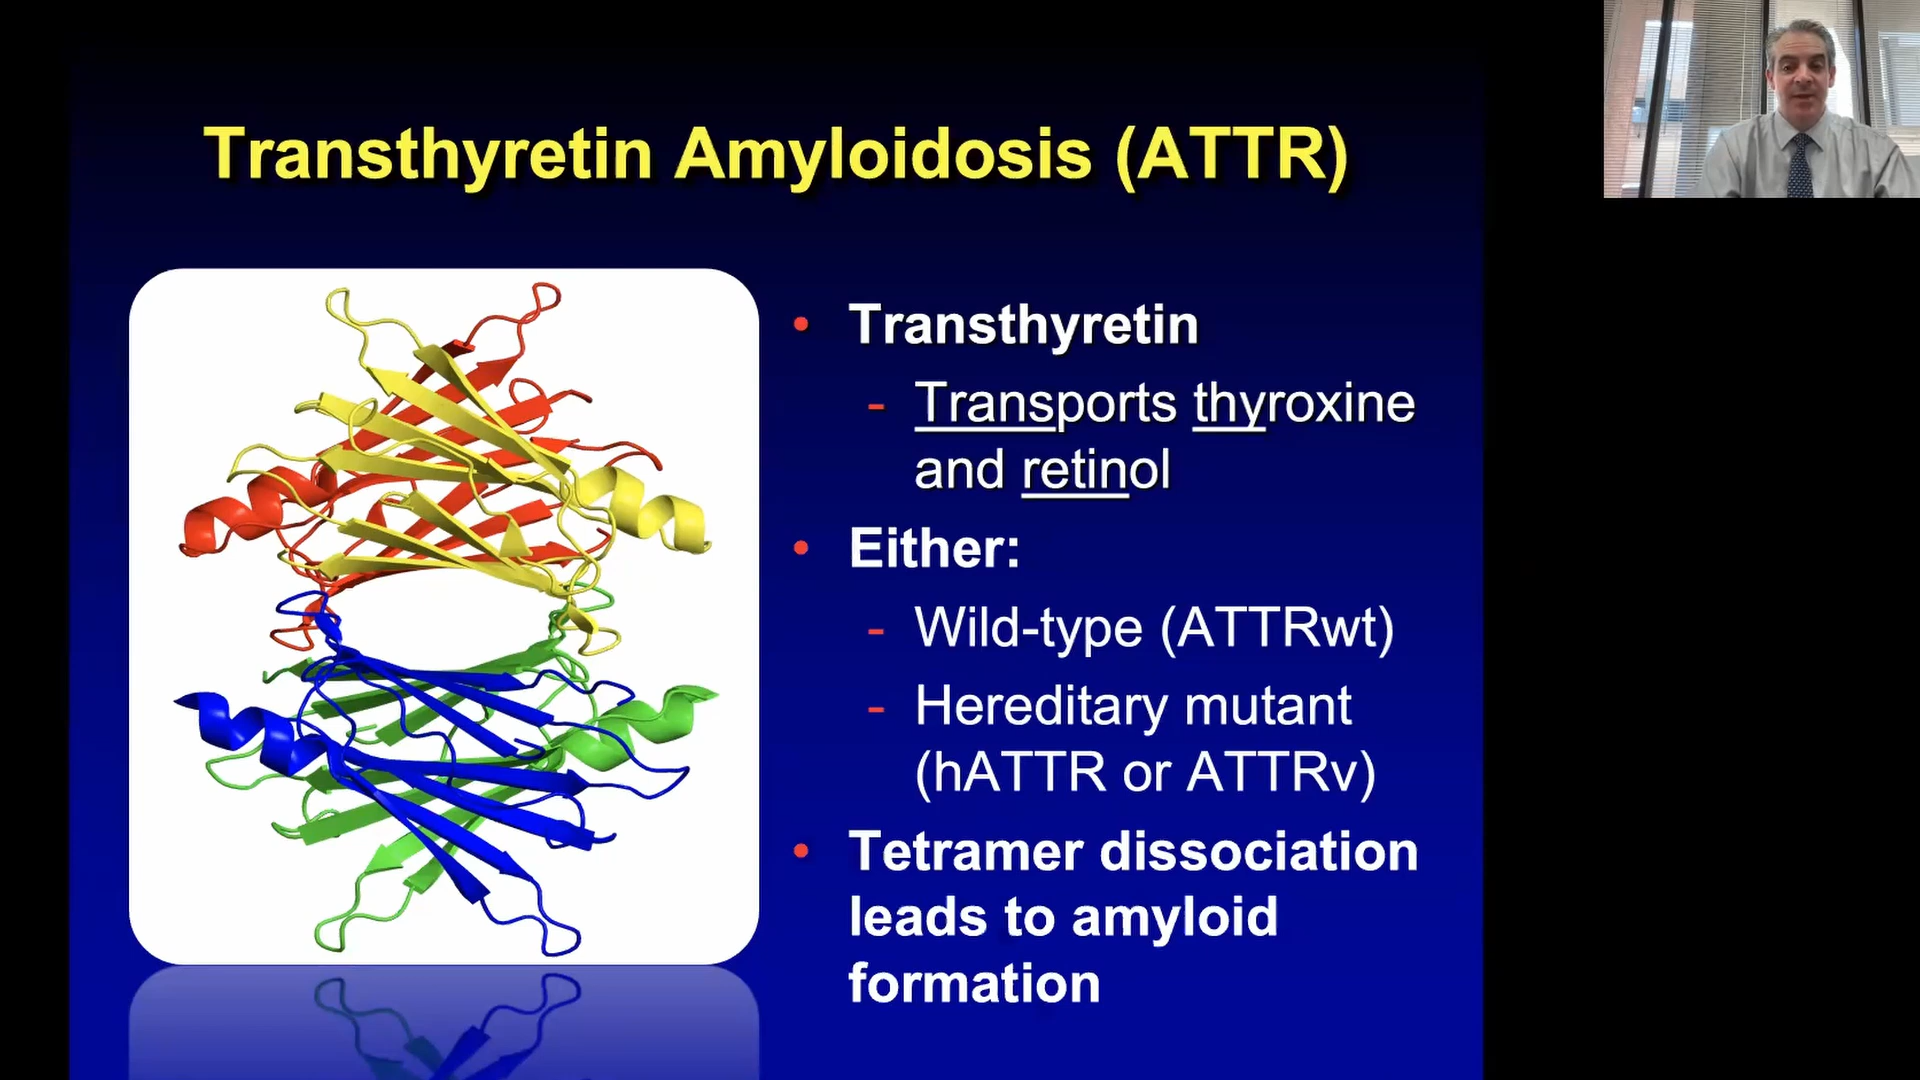 Transthyretin Amyloidosis (ATTR)
• Transthyretin
- Transports thyroxine
and retinol
• Either:
- Wild-type (ATTRwt)
- Hereditary mutant
(hATTR or ATTRv)
• Tetramer dissociation
leads to amyloid
formation